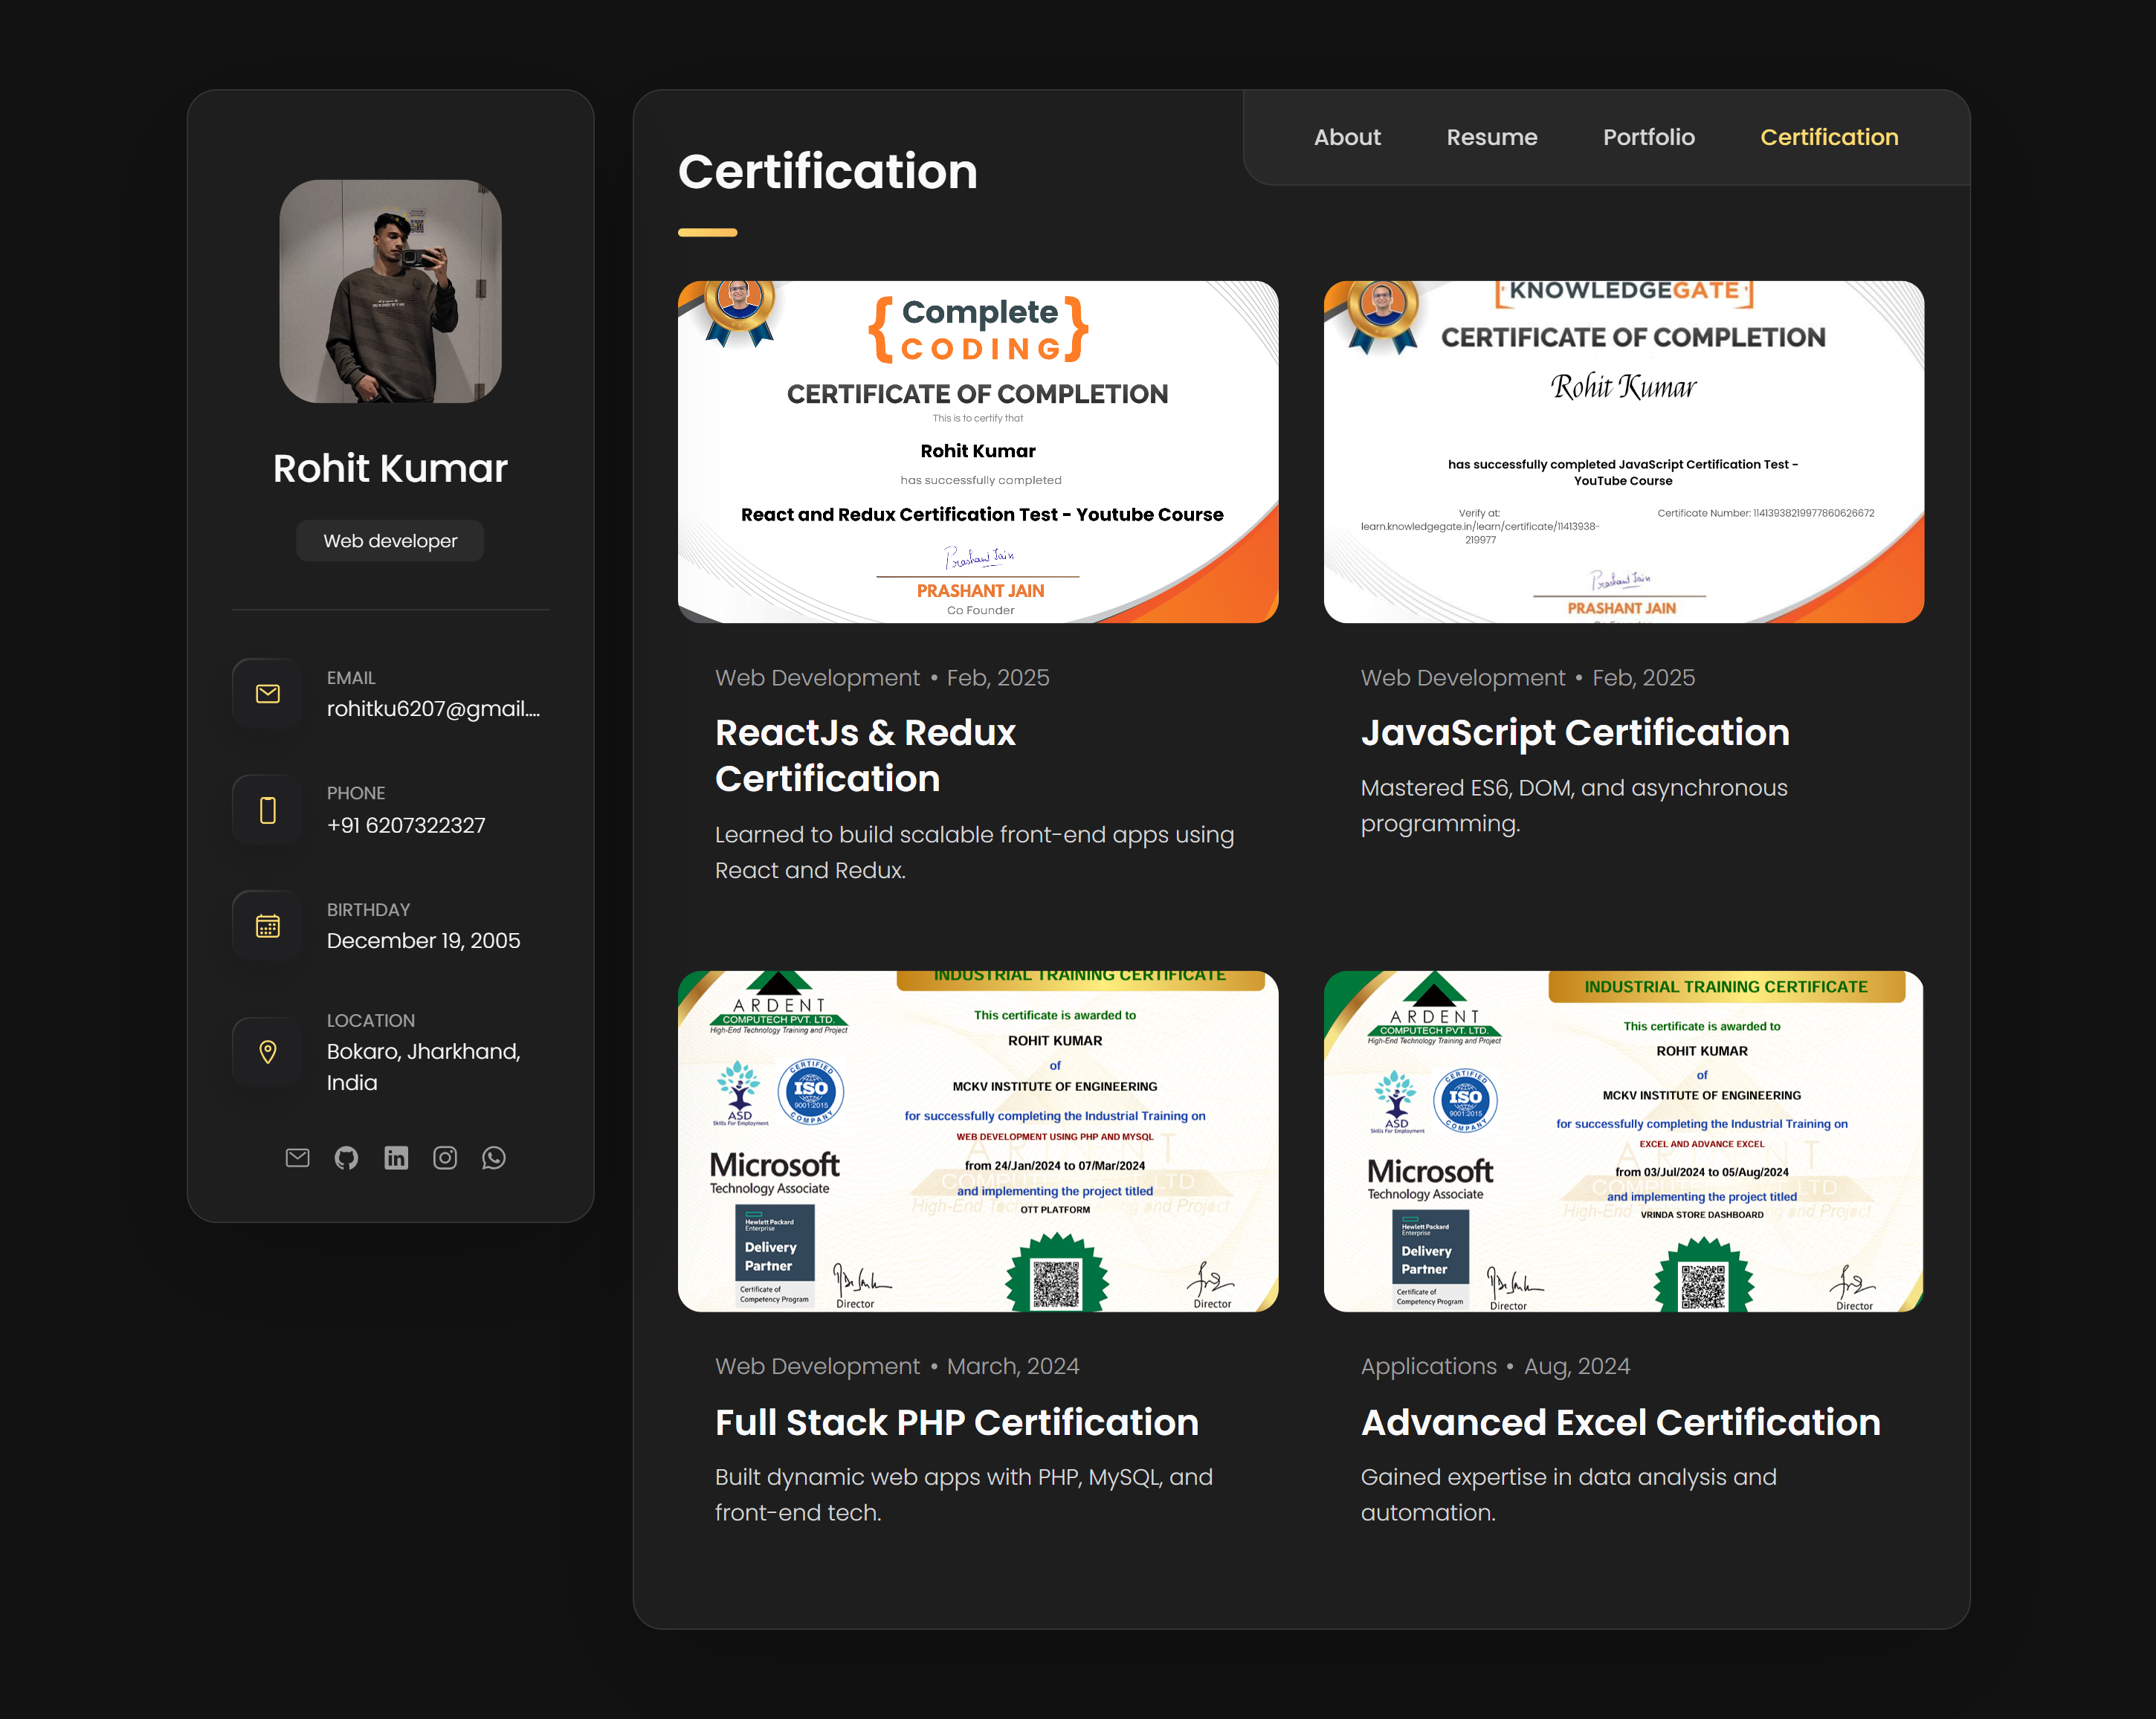 Rohit Kumar
Web developer
EMAIL
rohitku6207@gmail....
PHONE
+91 6207322327
BIRTHDAY
December 19, 2005
LOCATION
Bokaro, Jharkhand,
India
About Resume Portfolio Certification
Certification
{ Complete
CODING }
CERTIFICATE OF COMPLETION
This is to certify that
Rohit Kumar
has successfully completed
React and Redux Certification Test - Youtube Course
Prashant Jain
PRASHANT JAIN
Co Founder
Web Development • Feb, 2025
ReactJs & Redux
Certification
Learned to build scalable front-end apps using
React and Redux.
KNOWLEDGEGATE
CERTIFICATE OF COMPLETION
Rohit Kumar
has successfully completed JavaScript Certification Test -
YouTube Course
Verify at:
learn.knowledgegate.in/learn/certificate/11413938-
219977
Certificate Number: 11413938219977860626672
Prashant Jain
PRASHANT JAIN
Web Development • Feb, 2025
JavaScript Certification
Mastered ES6, DOM, and asynchronous
programming.
ARDENT
COMPUTECH PVT. LTD.
High-End Technology Training and Project
ASD
Skills For Employment
CERTIFIED
ISO
9001:2015
COMPANY
Microsoft
Technology Associate
Hewlett Packard
Enterprise
Delivery
Partner
Certificate of
Competency Program
INDUSTRIAL TRAINING CERTIFICATE
This certificate is awarded to
ROHIT KUMAR
of
MCKV INSTITUTE OF ENGINEERING
for successfully completing the Industrial Training on
WEB DEVELOPMENT USING PHP AND MYSQL
from 24/Jan/2024 to 07/Mar/2024
and implementing the project titled
OTT PLATFORM
Director
Director
Web Development • March, 2024
Full Stack PHP Certification
Built dynamic web apps with PHP, MySQL, and
front-end tech.
ARDENT
COMPUTECH PVT. LTD.
High-End Technology Training and Project
ASD
Skills For Employment
CERTIFIED
ISO
9001:2015
COMPANY
Microsoft
Technology Associate
Hewlett Packard
Enterprise
Delivery
Partner
Certificate of
Competency Program
INDUSTRIAL TRAINING CERTIFICATE
This certificate is awarded to
ROHIT KUMAR
of
MCKV INSTITUTE OF ENGINEERING
for successfully completing the Industrial Training on
EXCEL AND ADVANCE EXCEL
from 03/Jul/2024 to 05/Aug/2024
and implementing the project titled
VRINDA STORE DASHBOARD
Director
Director
Applications • Aug, 2024
Advanced Excel Certification
Gained expertise in data analysis and
automation.